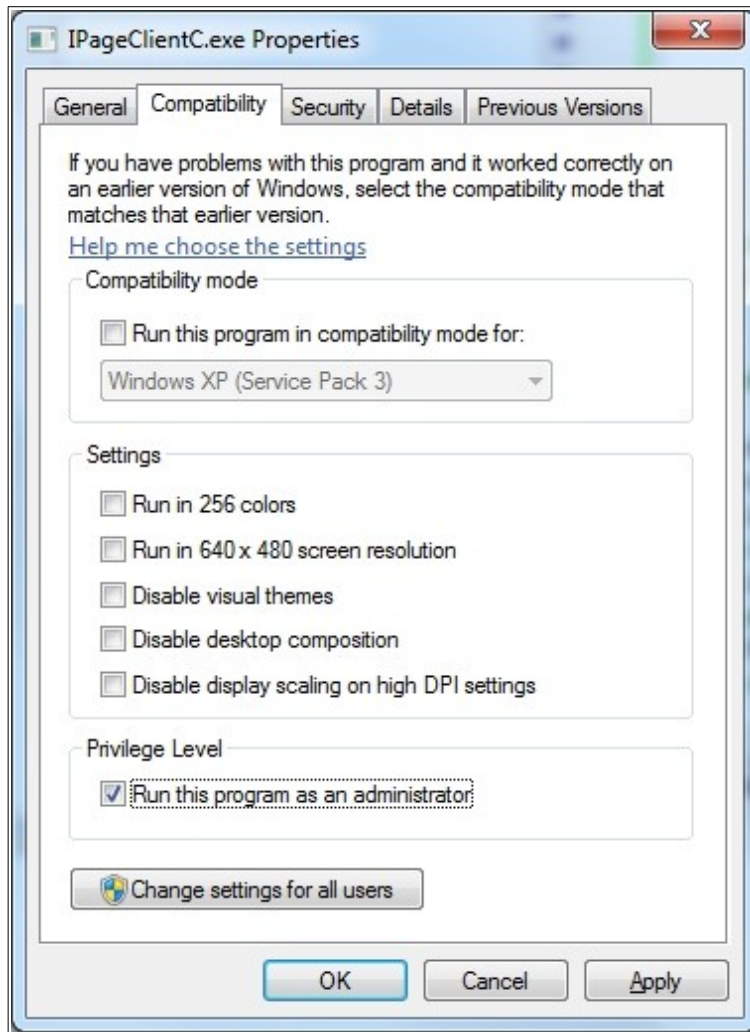 IPageClientC.exe Properties
X
General Compatibility Security Details Previous Versions
If you have problems with this program and it worked correctly on
an earlier version of Windows, select the compatibility mode that
matches that earlier version.
Help me choose the settings
Compatibility mode
Run this program in compatibility mode for:
Windows XP (Service Pack 3)
Settings
Run in 256 colors
Run in 640 x 480 screen resolution
Disable visual themes
Disable desktop composition
Disable display scaling on high DPI settings
Privilege Level
Run this program as an administrator
Change settings for all users
OK Cancel Apply